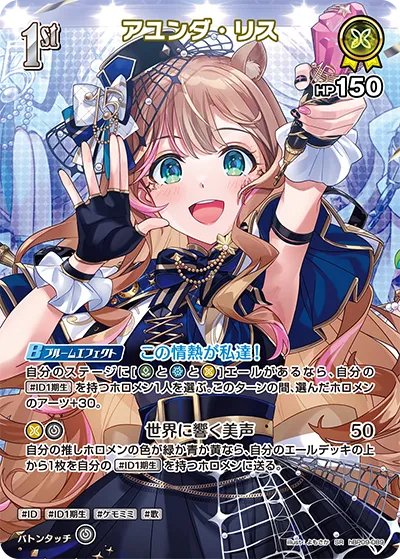 1st
アユンダ・リス
HP150
15
Bブルームエフェクト この情熱が私達！
自分のステージに[と と ]エールがあるなら、自分の
#ID1期生 を持つホロメン1人を選ぶ。このターンの間、選んだホロメン
のアーツ+30。
世界に響く美声 50
自分の推しホロメンの色が緑か青か黄なら、自分のエールデッキの上
から1枚を自分の #ID1期生 を持つホロメンに送る。
#ID #ID1期生 #ケモミミ #歌
バトンタッチ
SR